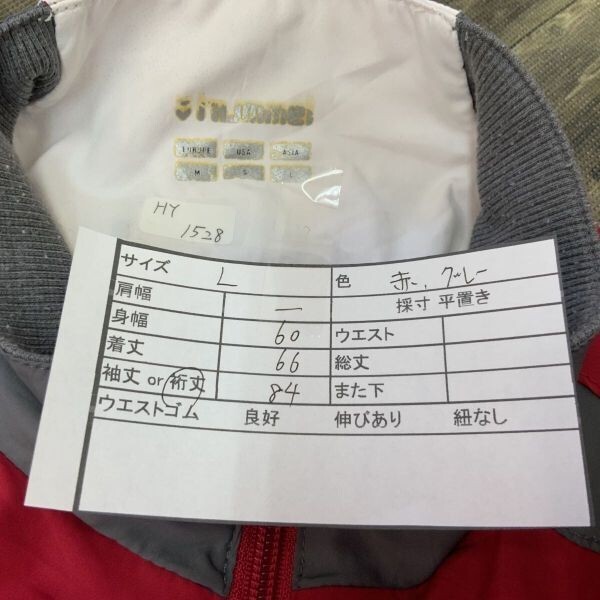 hummel
EUROPE USA ASIA
M S L
HY
1528
サイズ L 色 赤、グレー
肩幅 — 採寸 平置き
身幅 60 ウエスト
着丈 66 総丈
袖丈 or 裄丈 84 また下
ウエストゴム 良好 伸びあり 紐なし